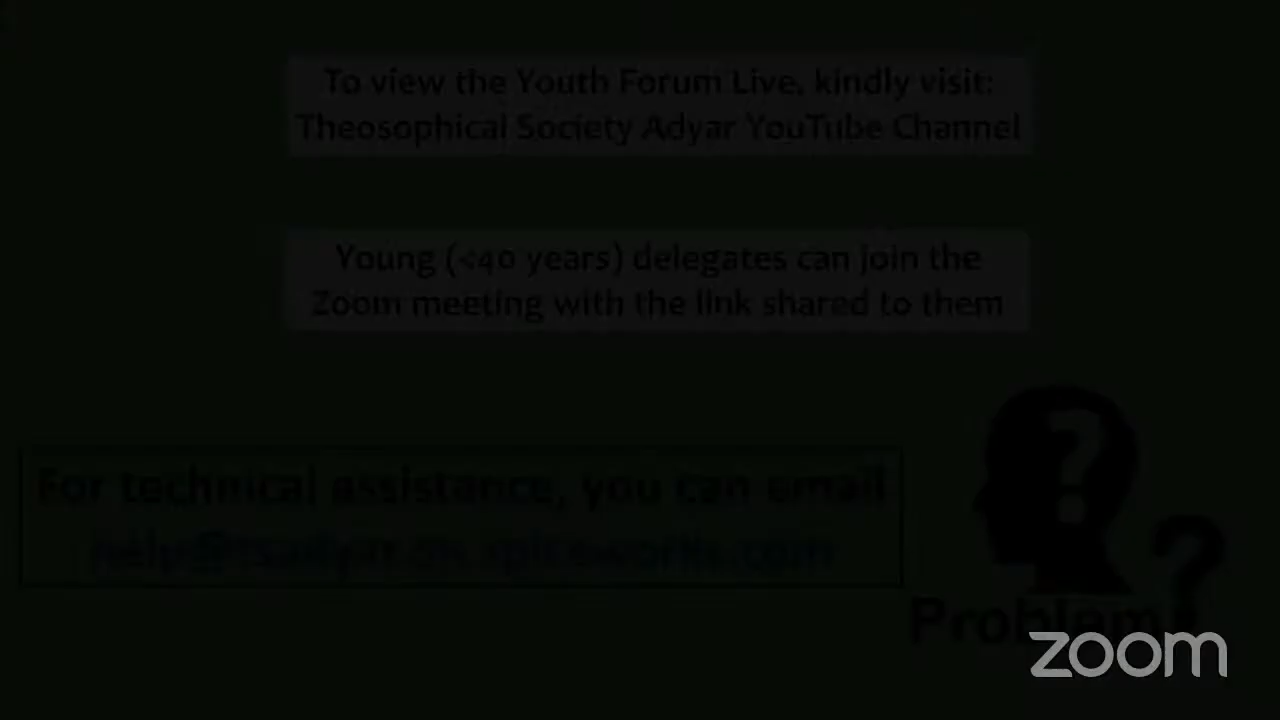 To view the Youth Forum Live, kindly visit:
Theosophical Society Adyar YouTube Channel
Young (<40 years) delegates can join the
Zoom meeting with the link shared to them
For technical assistance, you can email
Problem?
zoom